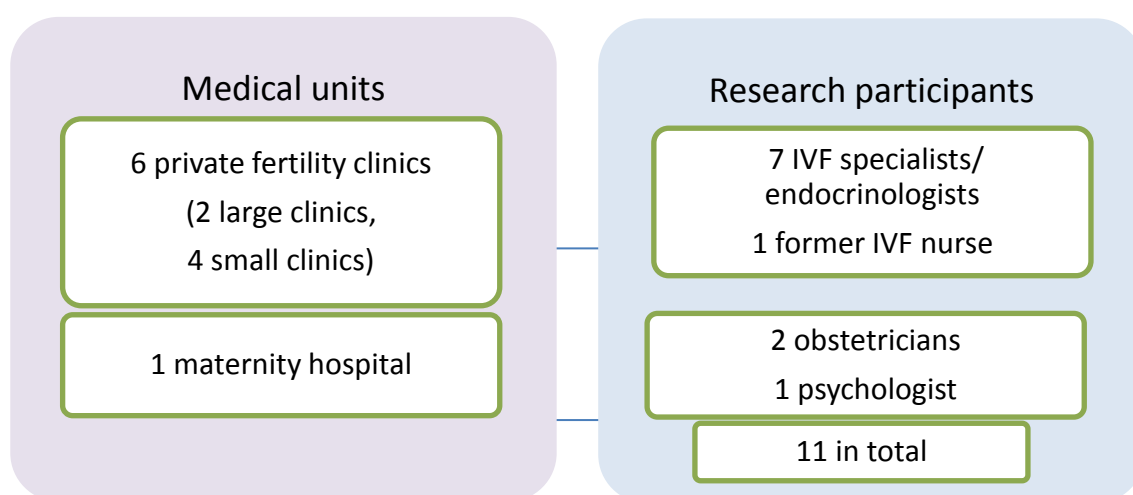 Medical units
6 private fertility clinics
(2 large clinics,
4 small clinics)
1 maternity hospital
Research participants
7 IVF specialists/
endocrinologists
1 former IVF nurse
2 obstetricians
1 psychologist
11 in total